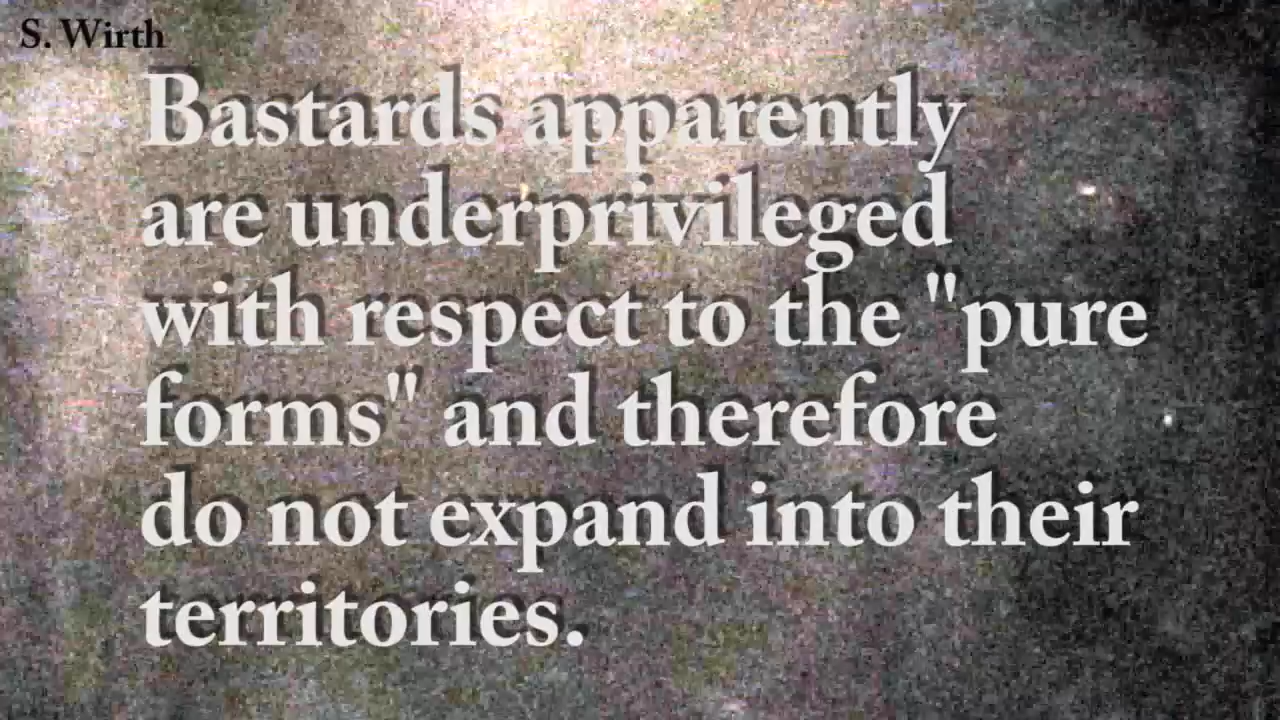 S. Wirth
Bastards apparently
are underprivileged
with respect to the "pure
forms" and therefore
do not expand into their
territories.